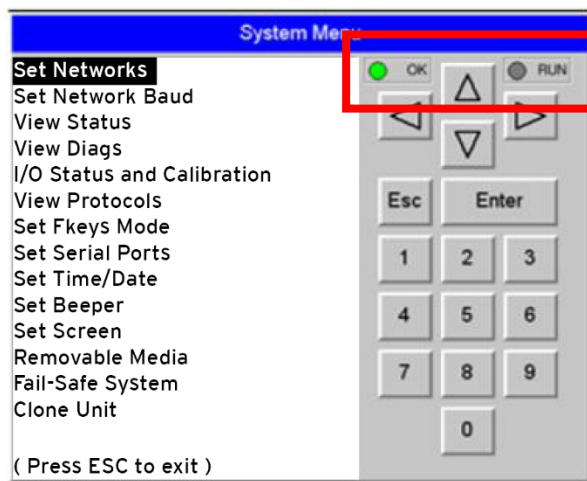 System Menu
Set Networks
OK
RUN
Set Network Baud
View Status
View Diags
I/O Status and Calibration
View Protocols
Esc
Enter
Set Fkeys Mode
Set Serial Ports
1
2
3
Set Time/Date
Set Beeper
4
5
6
Set Screen
Removable Media
7
8
9
Fail-Safe System
Clone Unit
0
( Press ESC to exit )